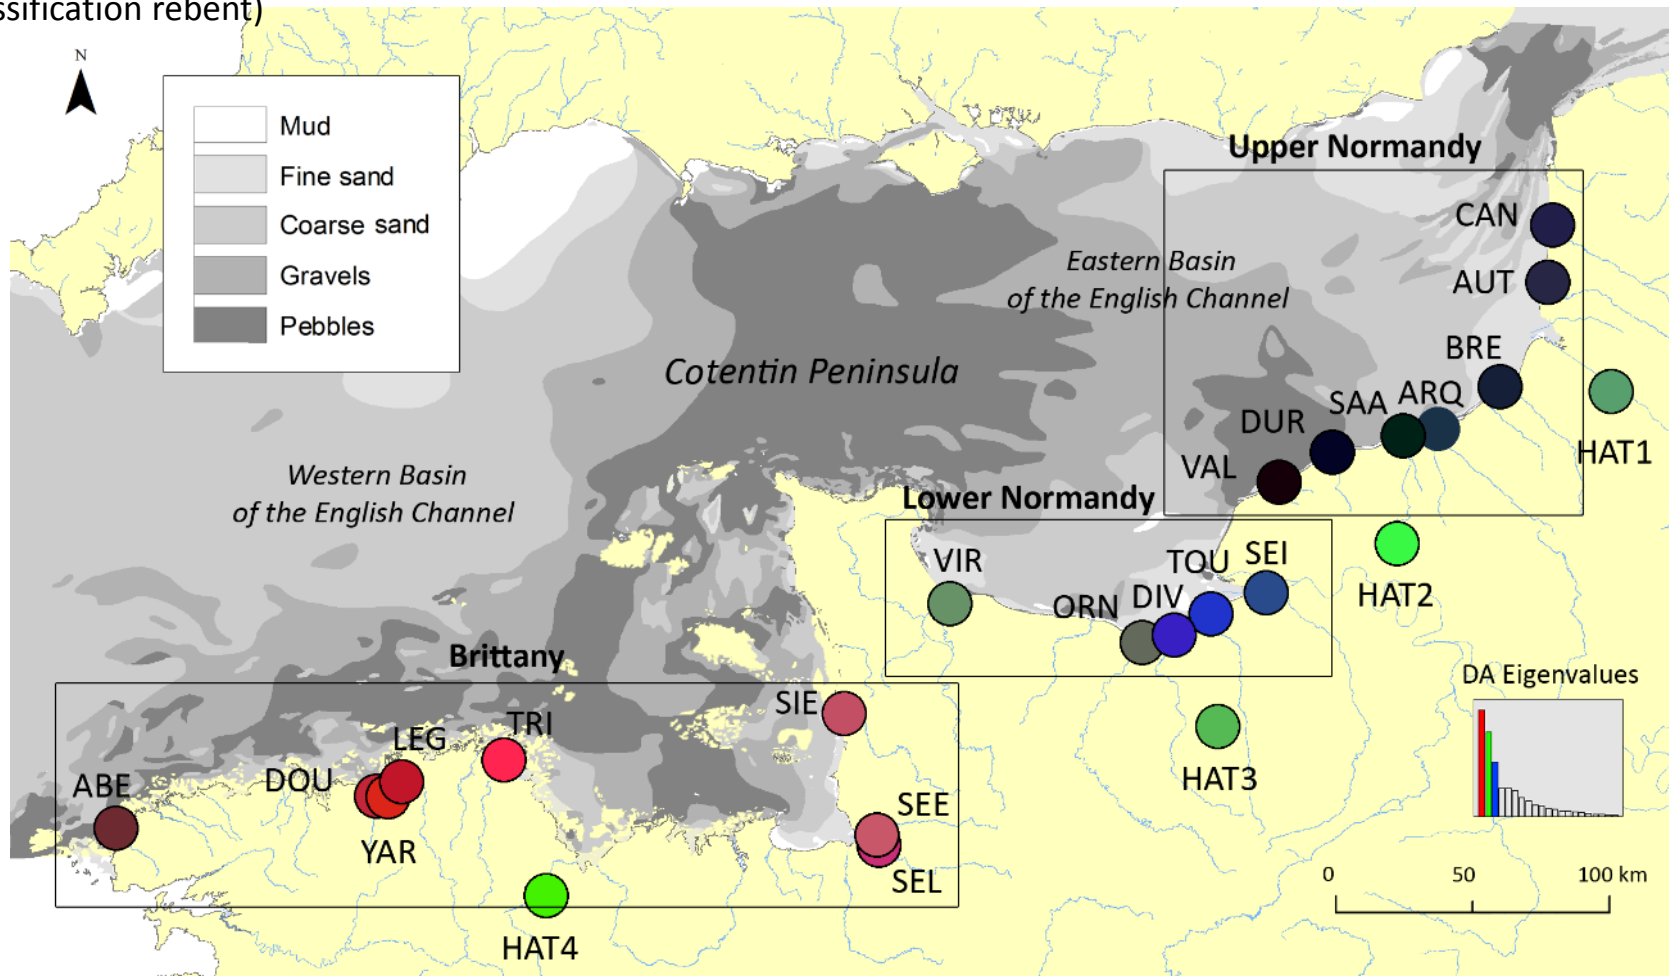 ssification rebent)
N
Mud
Fine sand
Coarse sand
Gravels
Pebbles
Upper Normandy
CAN
Eastern Basin
of the English Channel
AUT
BRE
Cotentin Peninsula
SAA
ARQ
DUR
HAT1
VAL
Western Basin
of the English Channel
Lower Normandy
VIR
TOU
SEI
ORN
DIV
HAT2
Brittany
DA Eigenvalues
SIE
TRI
LEG
DOU
ABE
HAT3
SEE
YAR
SEL
0
50
100 km
HAT4